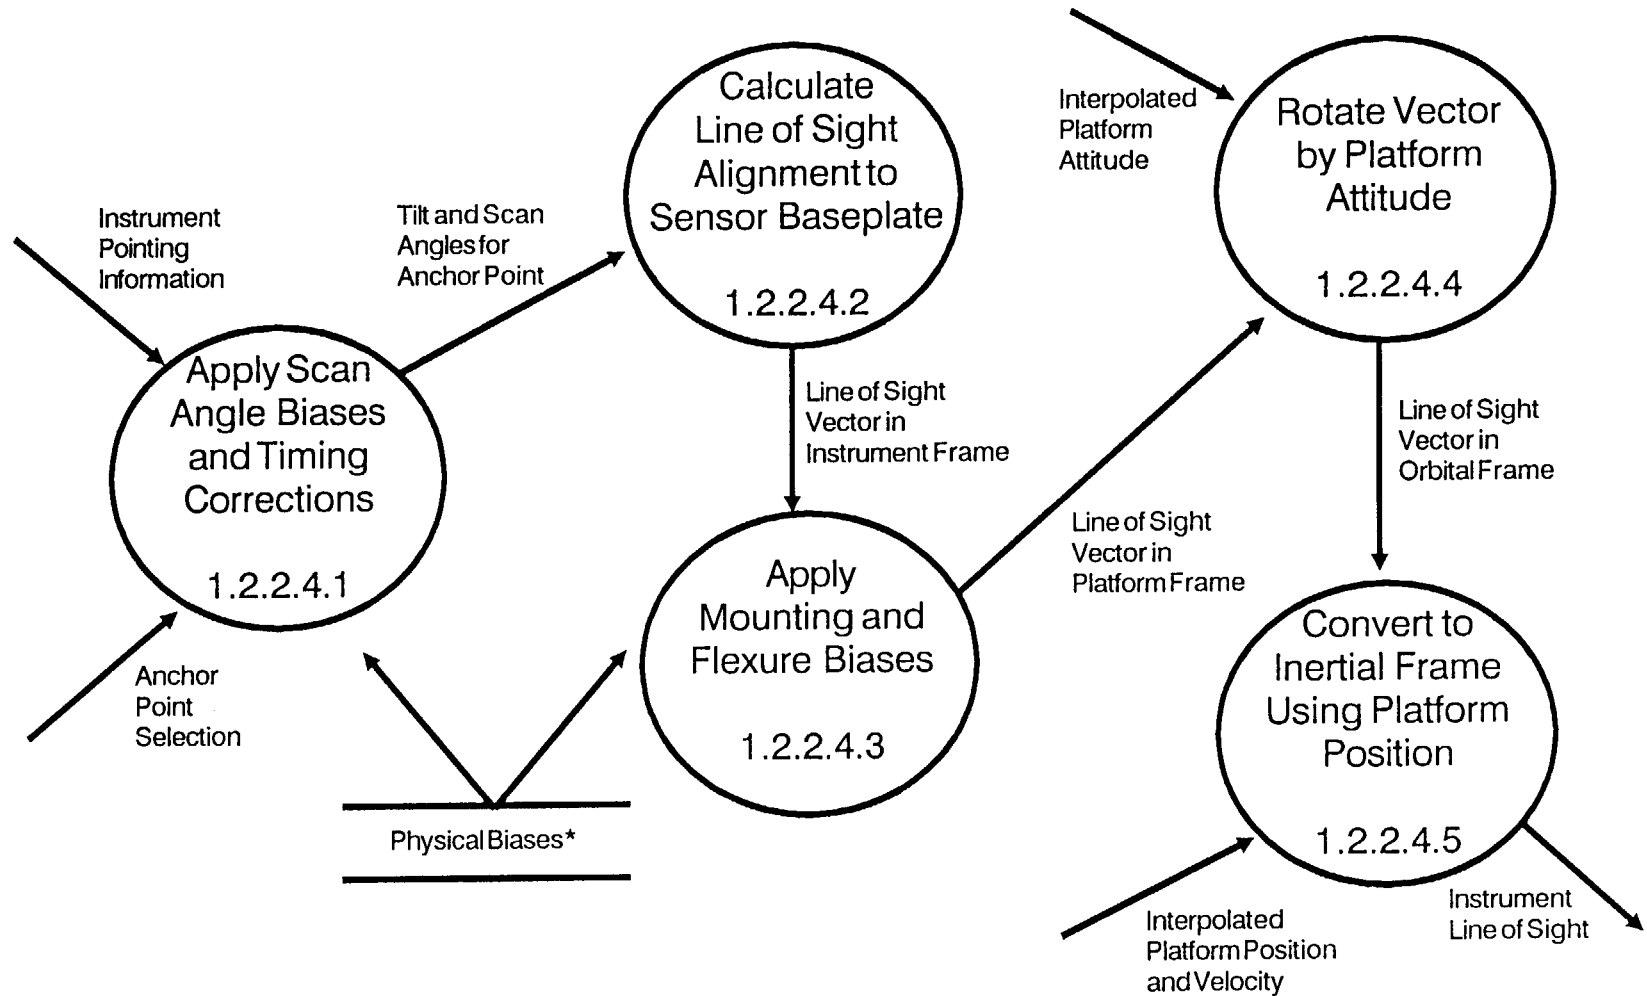 Instrument
Pointing
Information
Apply Scan
Angle Biases
and Timing
Corrections
1.2.2.4.1
Anchor
Point
Selection
Tilt and Scan
Angles for
Anchor Point
Calculate
Line of Sight
Alignment to
Sensor Baseplate
1.2.2.4.2
Line of Sight
Vector in
Instrument Frame
Apply
Mounting and
Flexure Biases
1.2.2.4.3
Physical Biases*
Line of Sight
Vector in
Platform Frame
Interpolated
Platform
Attitude
Rotate Vector
by Platform
Attitude
1.2.2.4.4
Line of Sight
Vector in
Orbital Frame
Convert to
Inertial Frame
Using Platform
Position
1.2.2.4.5
Interpolated
Platform Position
and Velocity
Instrument
Line of Sight